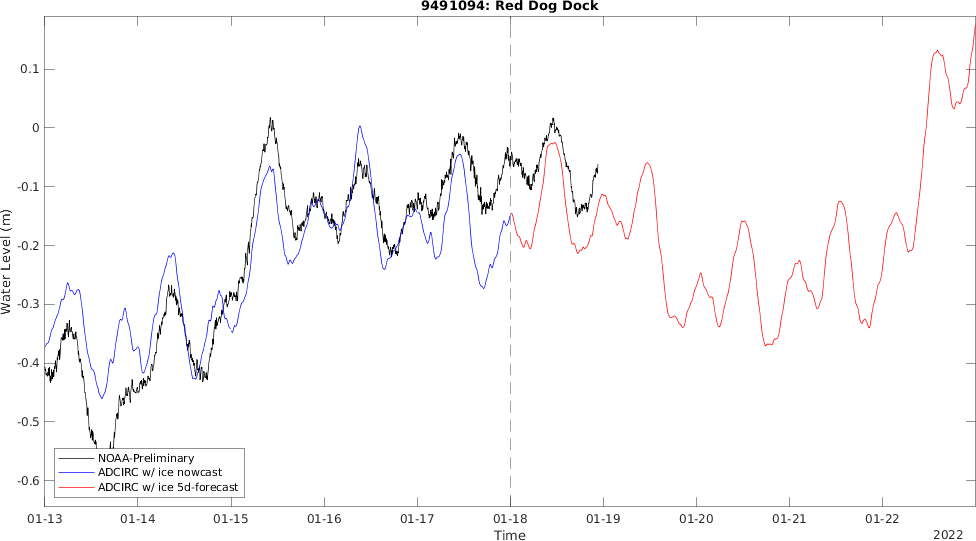 9491094: Red Dog Dock
Water Level (m)
0.1
0
-0.1
-0.2
-0.3
-0.4
-0.5
-0.6
NOAA-Preliminary
ADCIRC w/ ice nowcast
ADCIRC w/ ice 5d-forecast
01-13 01-14 01-15 01-16 01-17 01-18 01-19 01-20 01-21 01-22
Time
2022